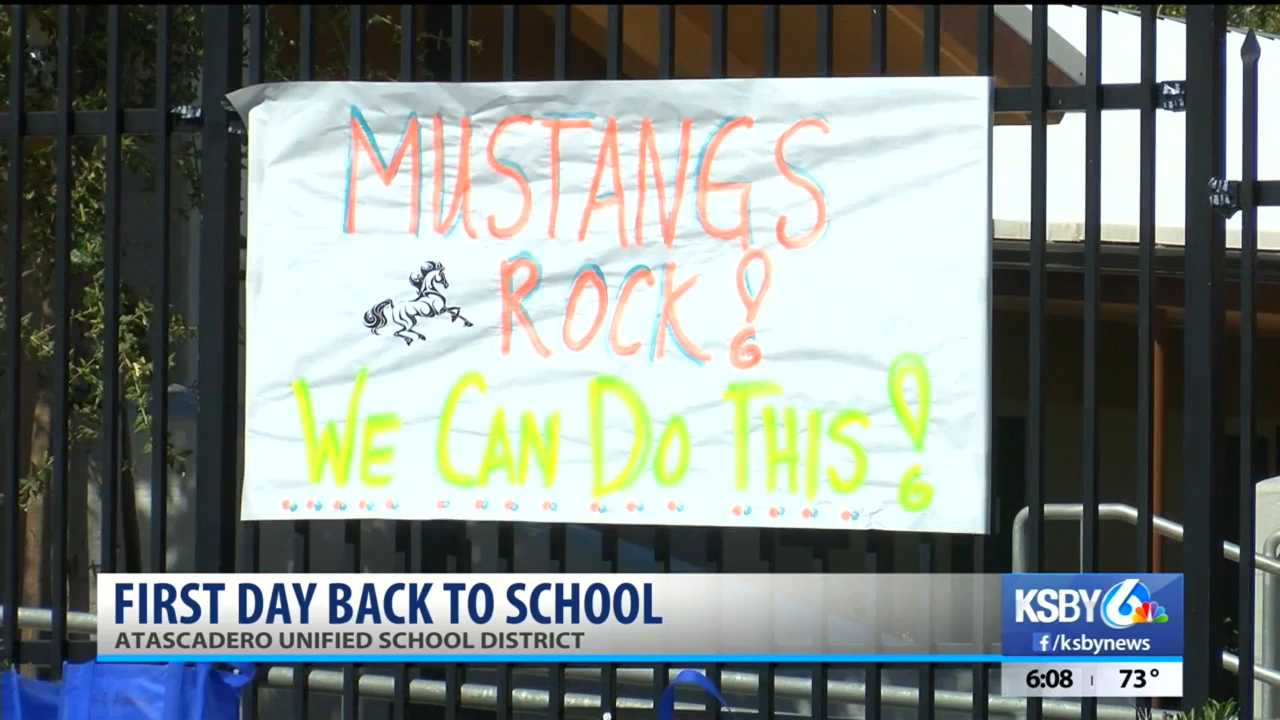 MUSTANGS
ROCK!
WE CAN DO THIS!
FIRST DAY BACK TO SCHOOL
ATASCADERO UNIFIED SCHOOL DISTRICT
KSBY 6
f/ksbynews
6:08 73°